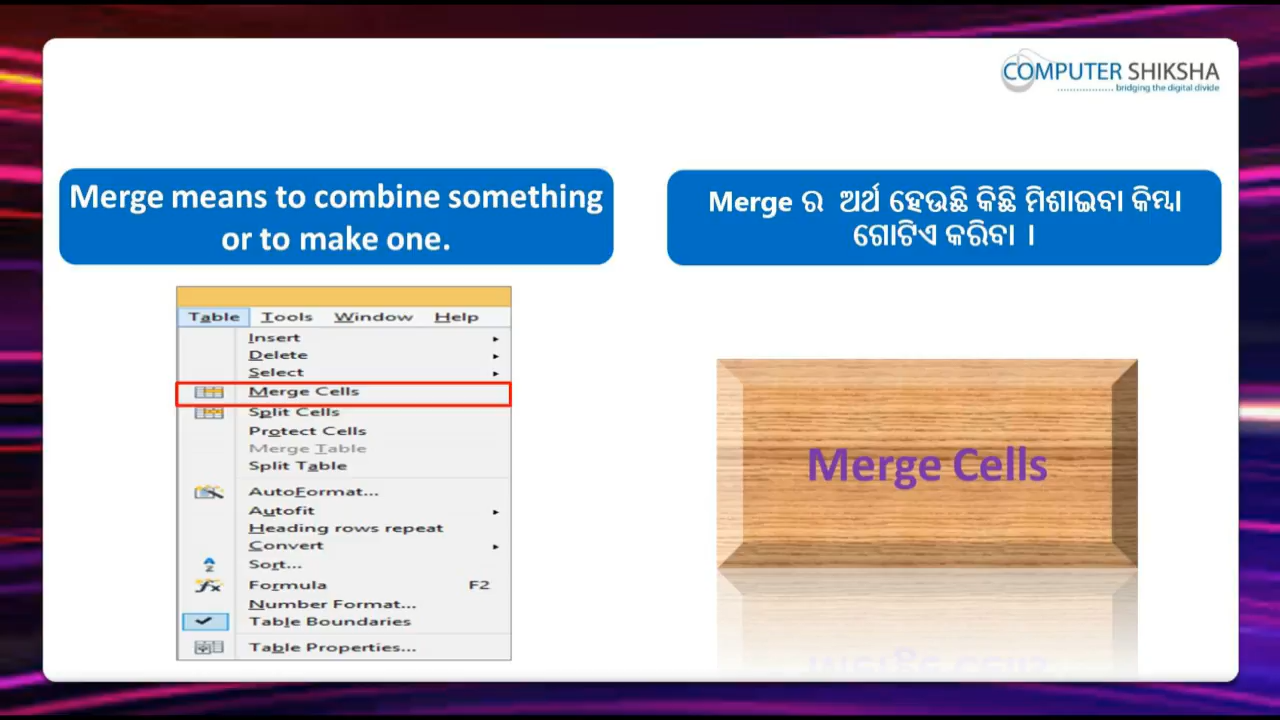 COMPUTER SHIKSHA
bridging the digital divide
Merge means to combine something
or to make one.
Merge ର ଅର୍ଥ ହେଉଛି କିଛି ମିଶାଇବା କିମ୍ବା
ଗୋଟିଏ କରିବା ।
Table Tools Window Help
Insert
Delete
Select
Merge Cells
Split Cells
Protect Cells
Merge Table
Split Table
AutoFormat...
Autofit
Heading rows repeat
Convert
Sort...
Formula F2
Number Format...
Table Boundaries
Table Properties...
Merge Cells